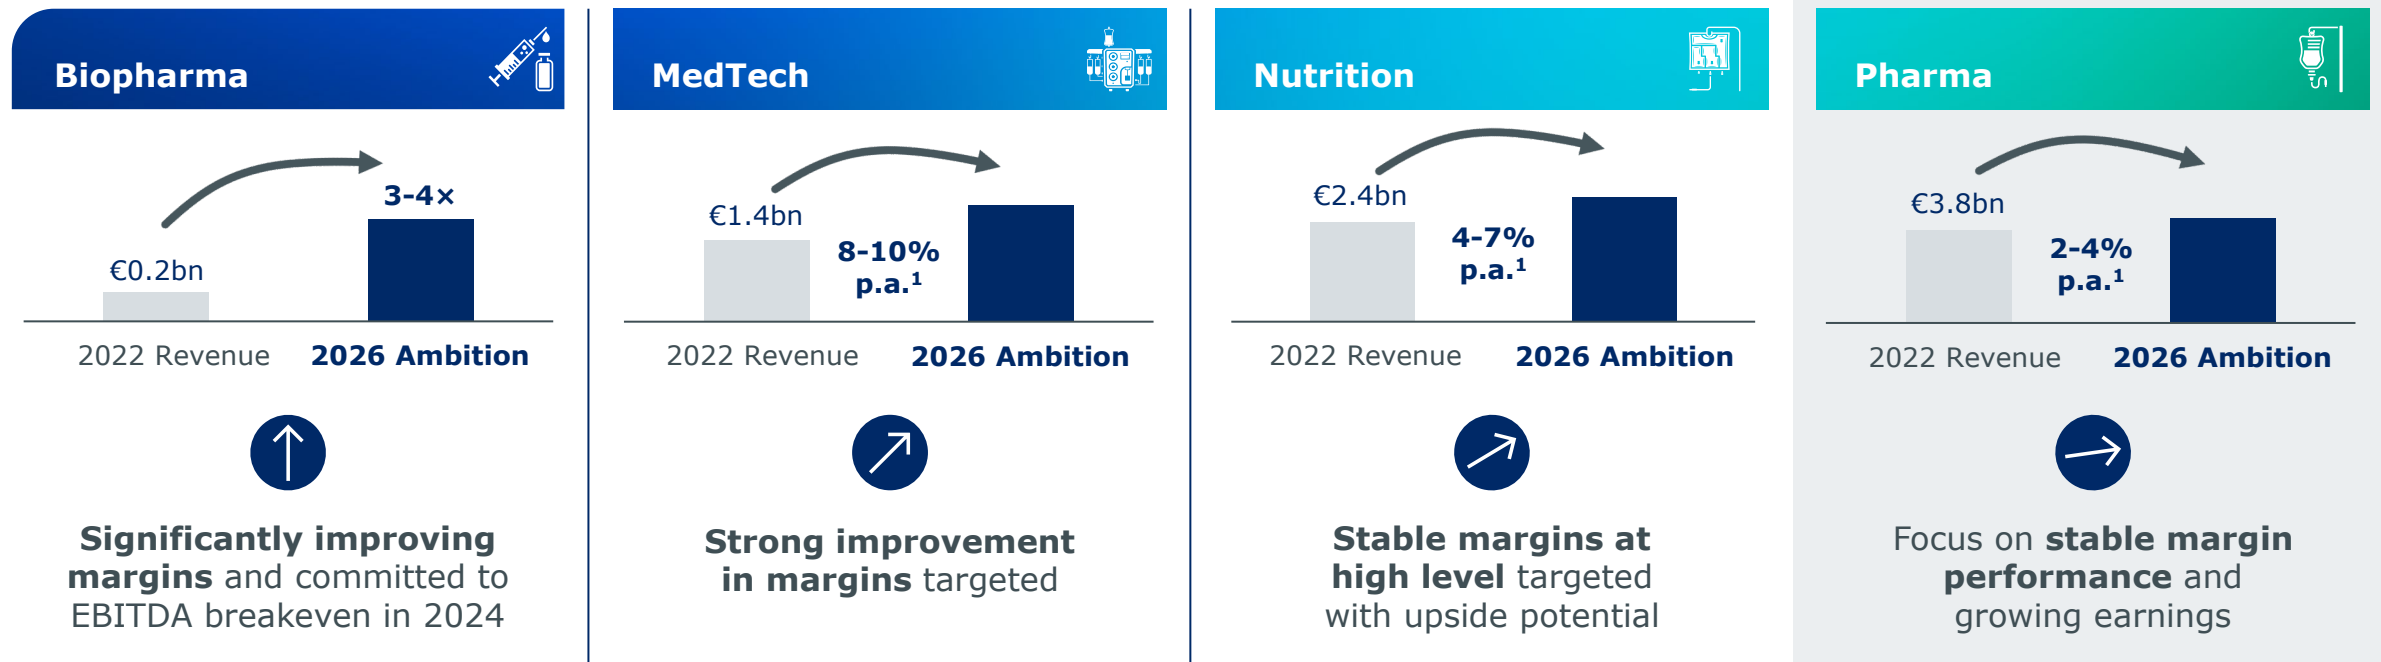 Biopharma
3-4×
€0.2bn
2022 Revenue
2026 Ambition
Significantly improving
margins and committed to
EBITDA breakeven in 2024
MedTech
€1.4bn
8-10%
p.a.¹
2022 Revenue
2026 Ambition
Strong improvement
in margins targeted
Nutrition
€2.4bn
4-7%
p.a.¹
2022 Revenue
2026 Ambition
Stable margins at
high level targeted
with upside potential
Pharma
€3.8bn
2-4%
p.a.¹
2022 Revenue
2026 Ambition
Focus on stable margin
performance and
growing earnings